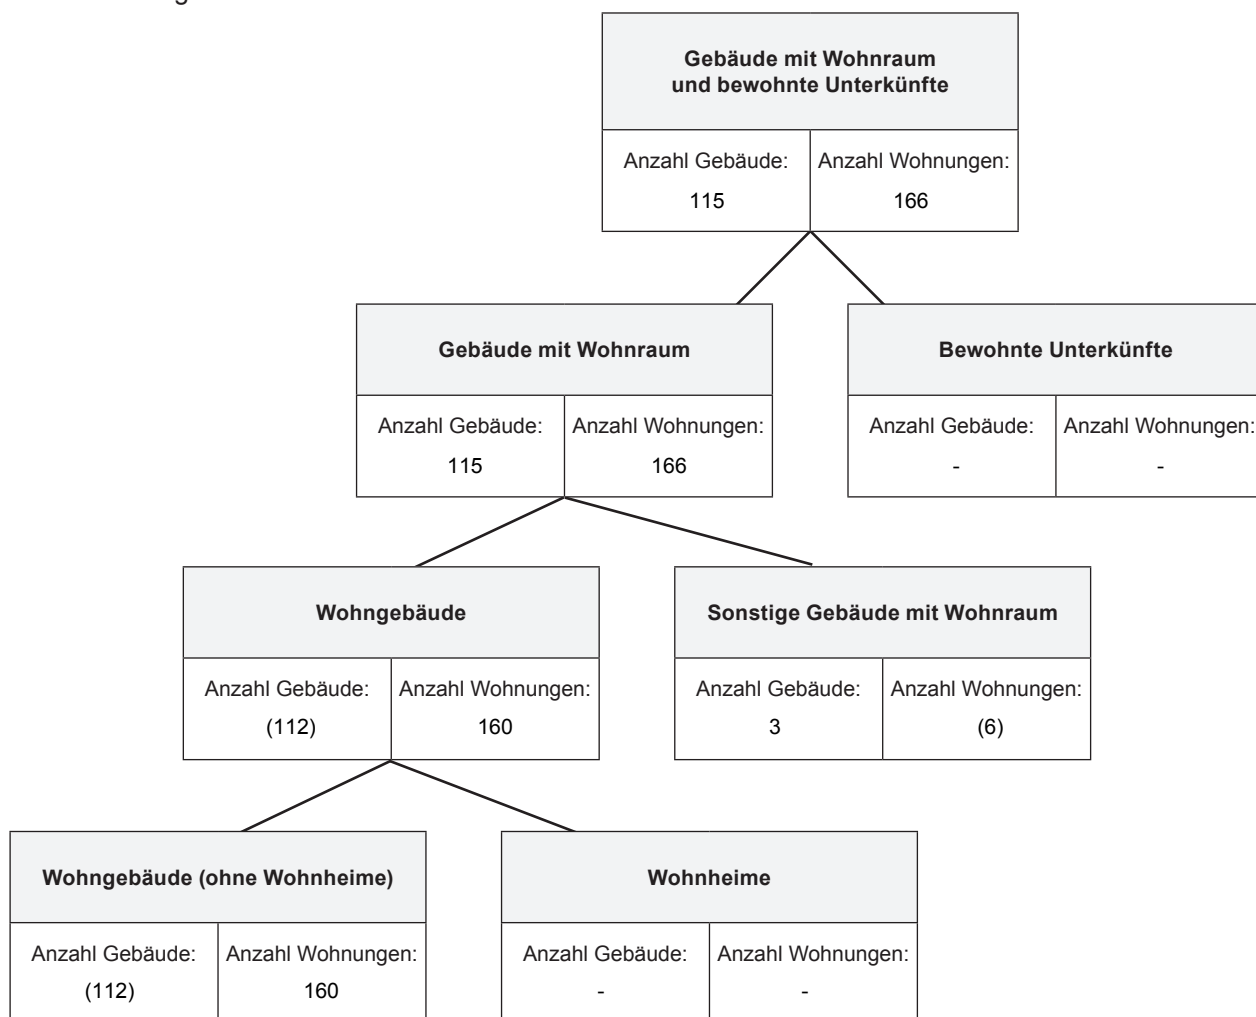 Gebäude mit Wohnraum
und bewohnte Unterkünfte
Anzahl Gebäude: Anzahl Wohnungen:
115 166
Gebäude mit Wohnraum
Anzahl Gebäude: Anzahl Wohnungen:
115 166
Bewohnte Unterkünfte
Anzahl Gebäude: Anzahl Wohnungen:
- -
Wohngebäude
Anzahl Gebäude: Anzahl Wohnungen:
(112) 160
Sonstige Gebäude mit Wohnraum
Anzahl Gebäude: Anzahl Wohnungen:
3 (6)
Wohngebäude (ohne Wohnheime)
Anzahl Gebäude: Anzahl Wohnungen:
(112) 160
Wohnheime
Anzahl Gebäude: Anzahl Wohnungen:
- -